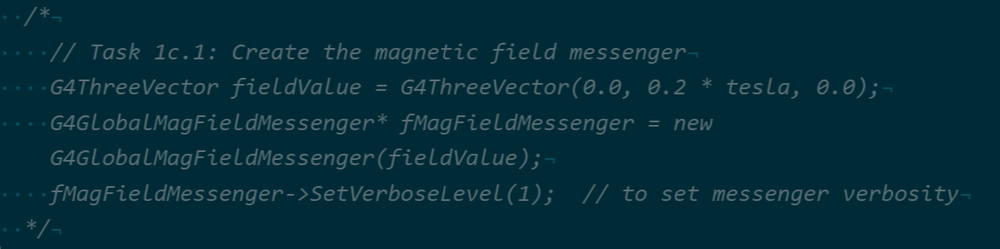 /*
// Task 1c.1: Create the magnetic field messenger
G4ThreeVector fieldValue = G4ThreeVector(0.0, 0.2 * tesla, 0.0);
G4GlobalMagFieldMessenger* fMagFieldMessenger = new
G4GlobalMagFieldMessenger(fieldValue);
fMagFieldMessenger->SetVerboseLevel(1);  // to set messenger verbosity
*/